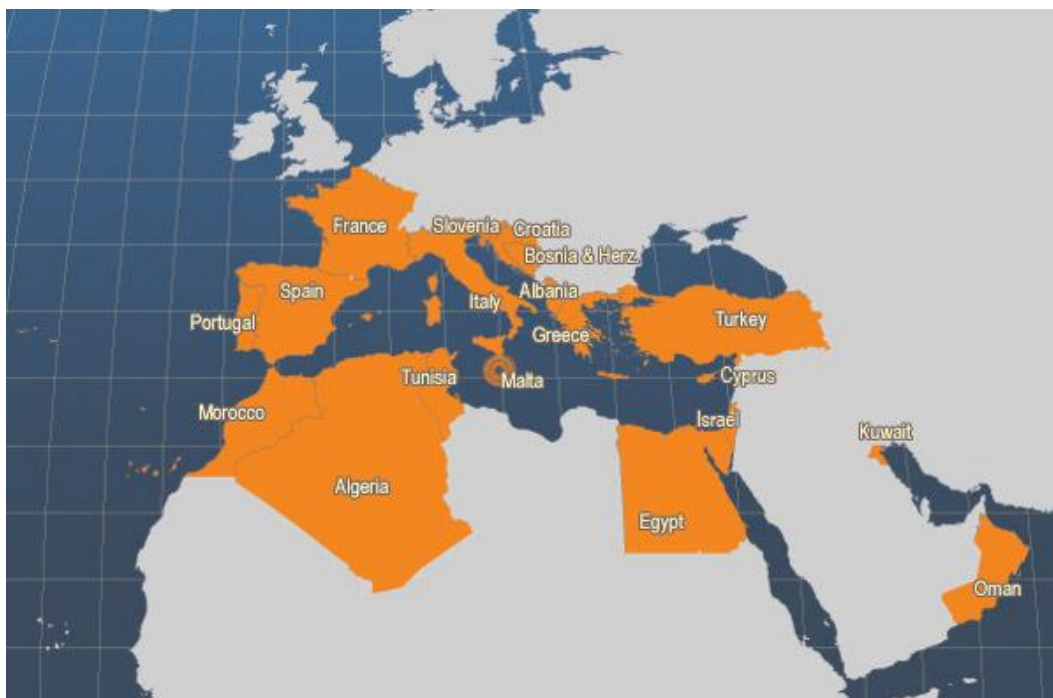 France
Slovenia
Croatia
Bosnia & Herz.
Spain
Italy
Albania
Portugal
Greece
Turkey
Tunisia
Malta
Cyprus
Morocco
Israel
Kuwait
Algeria
Egypt
Oman